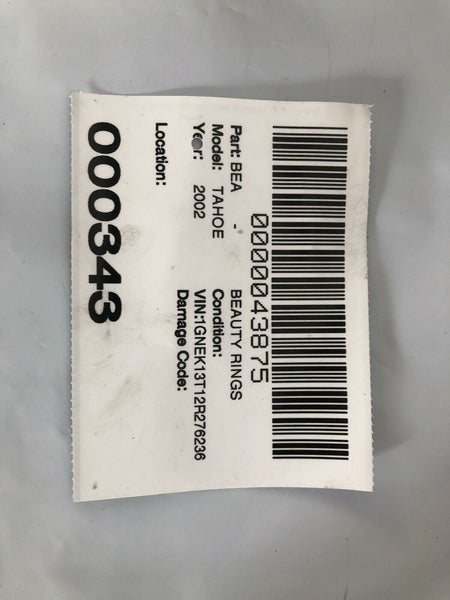 0000043875
Part: BEA - BEAUTY RINGS
Model: TAHOE Condition:
Year: 2002 VIN:1GNEK13T12R276236
Damage Code:
Location:
000343